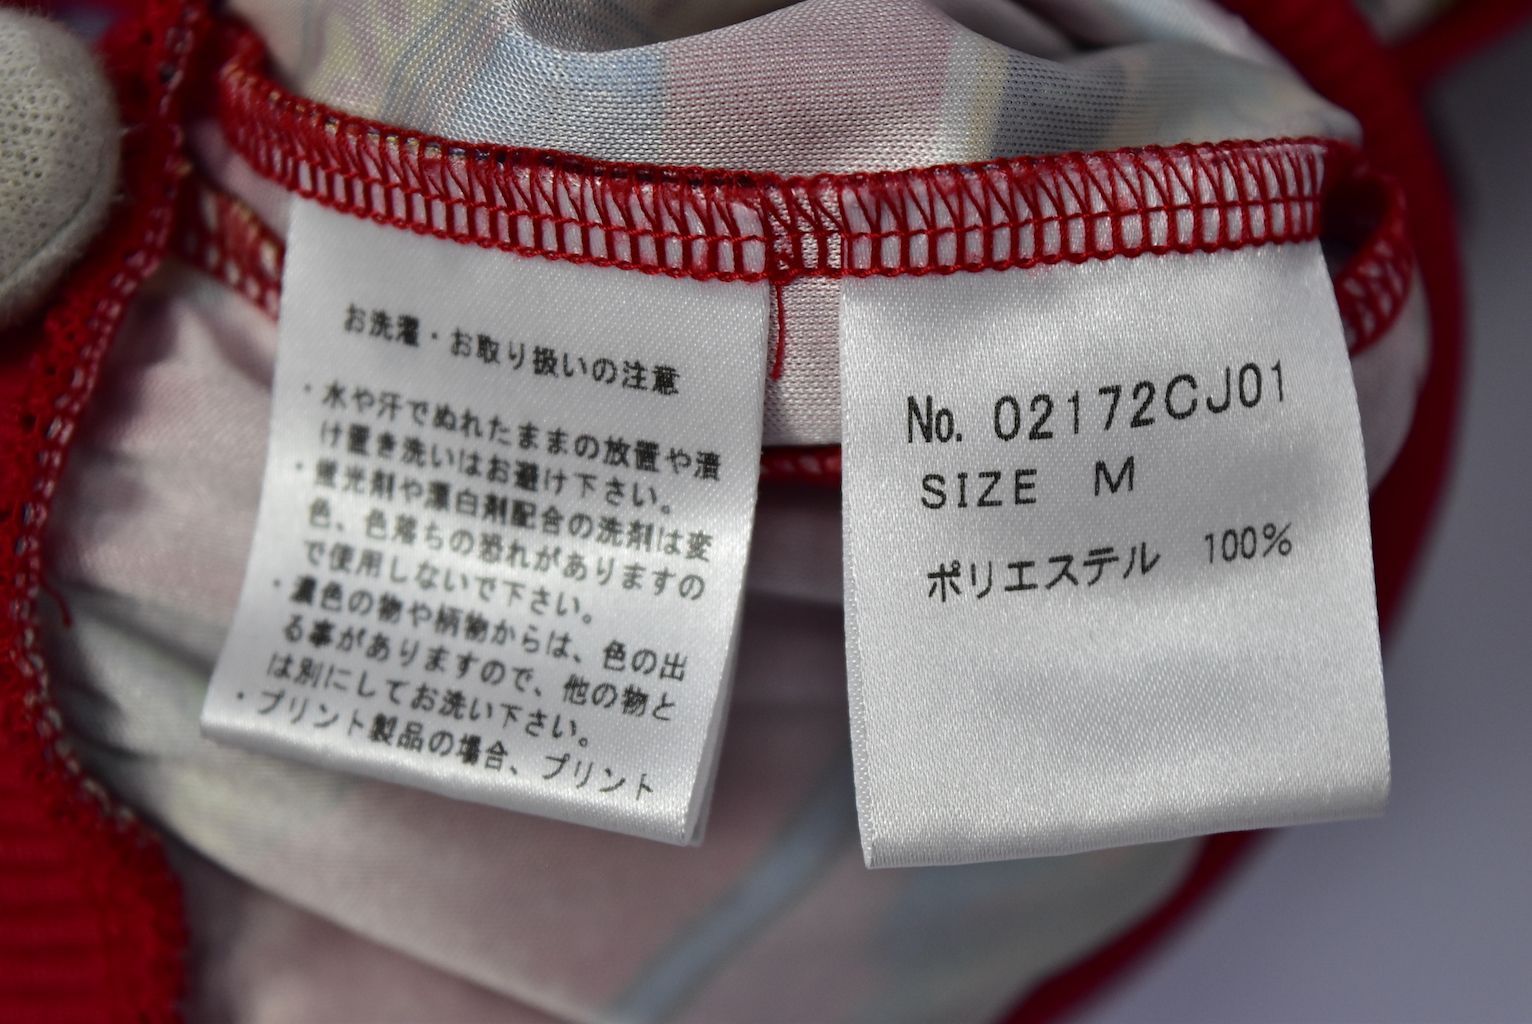 お洗濯・お取り扱いの注意
・水や汗でぬれたままの放置や漬
け置き洗いはお避け下さい。
・蛍光剤や漂白剤配合の洗剤は変
色、色落ちの恐れがありますの
で使用しないで下さい。
・濃色の物や柄物からは、色の出
る事がありますので、他の物と
は別にしてお洗い下さい。
・プリント製品の場合、プリント
No. 02172CJ01
SIZE M
ポリエステル 100%